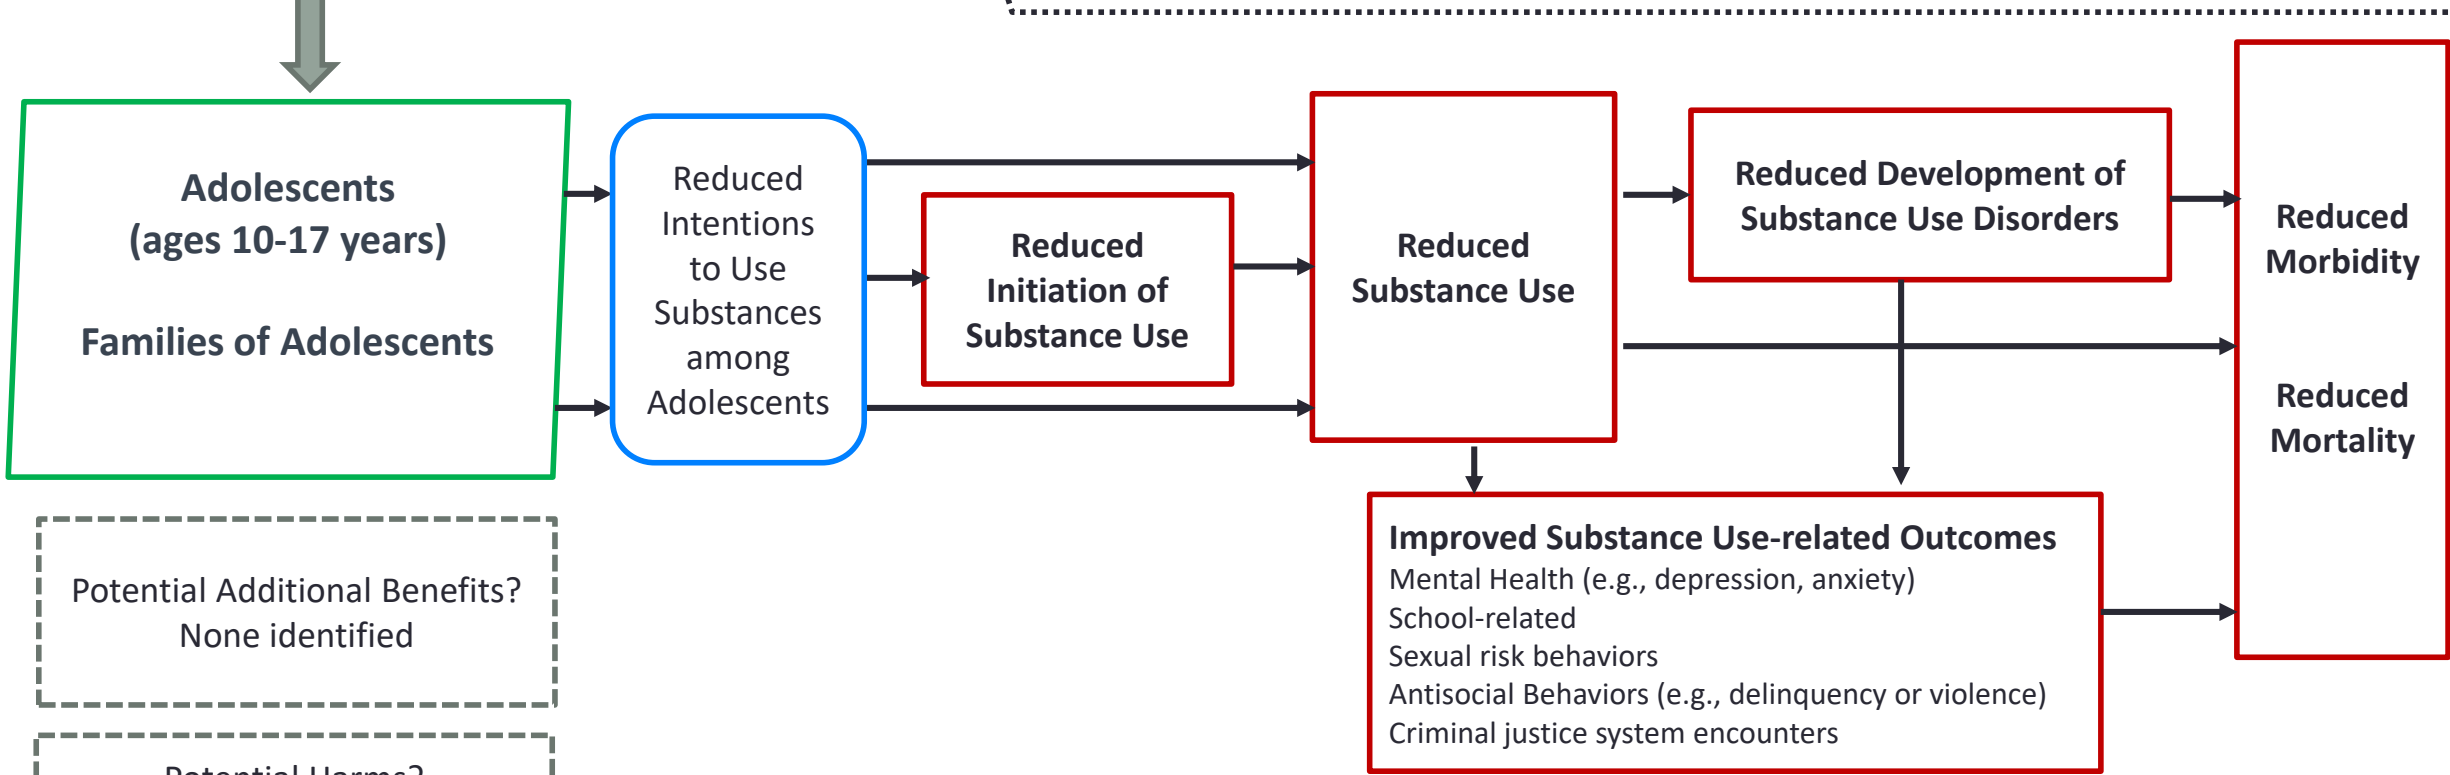 Adolescents
(ages 10-17 years)
Families of Adolescents
Reduced
Intentions
to Use
Substances
among
Adolescents
Reduced
Initiation of
Substance Use
Reduced
Substance Use
Reduced Development of
Substance Use Disorders
Reduced
Morbidity
Reduced
Mortality
Improved Substance Use-related Outcomes
Mental Health (e.g., depression, anxiety)
School-related
Sexual risk behaviors
Antisocial Behaviors (e.g., delinquency or violence)
Criminal justice system encounters
Potential Additional Benefits?
None identified
Potential Harms?